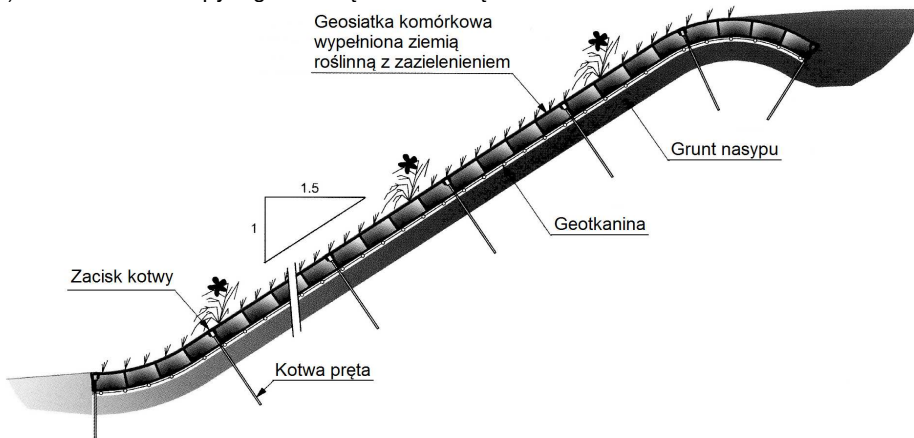 Geosiatka komórkowa
wypełniona ziemią
roślinną z zazielenieniem
Grunt nasypu
1.5
1
Geotkanina
Zacisk kotwy
Kotwa pręta